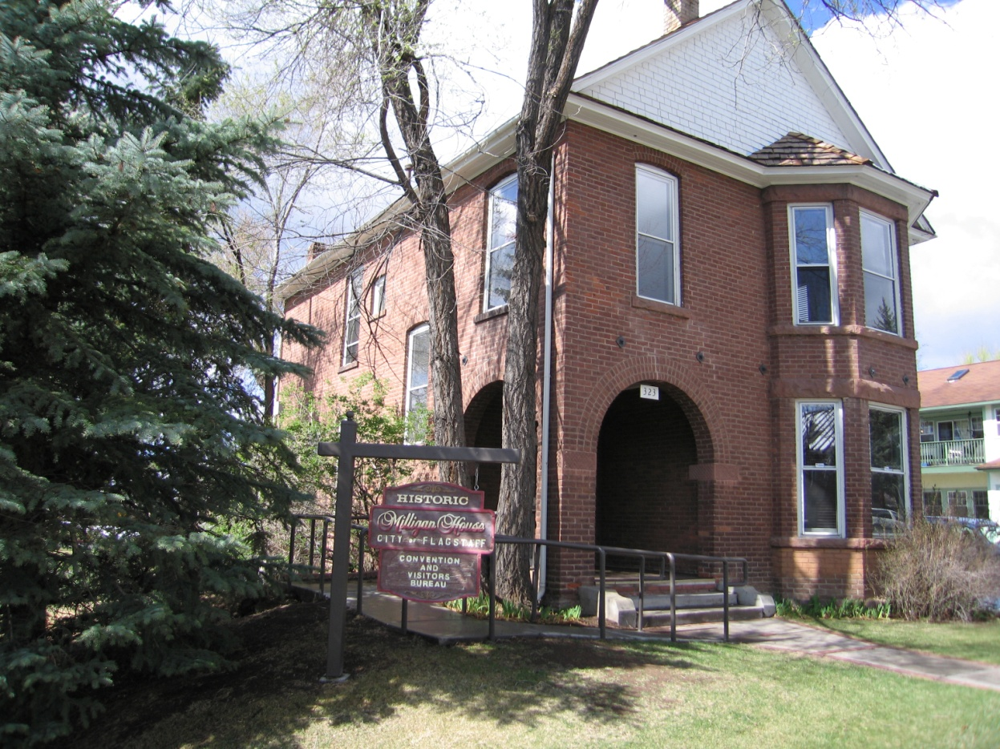 323
HISTORIC
Milligan House
CITY of FLAGSTAFF
CONVENTION
AND
VISITORS
BUREAU